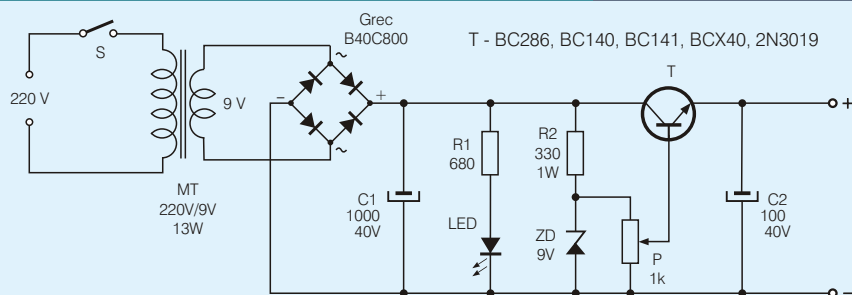 Grec
B40C800
T - BC286, BC140, BC141, BCX40, 2N3019
S
~
T
220 V
9 V
−
+
+
R1
680
R2
330
1W
MT
220V/9V
13W
~
C1
1000
40V
LED
ZD
9V
P
1k
C2
100
40V
−